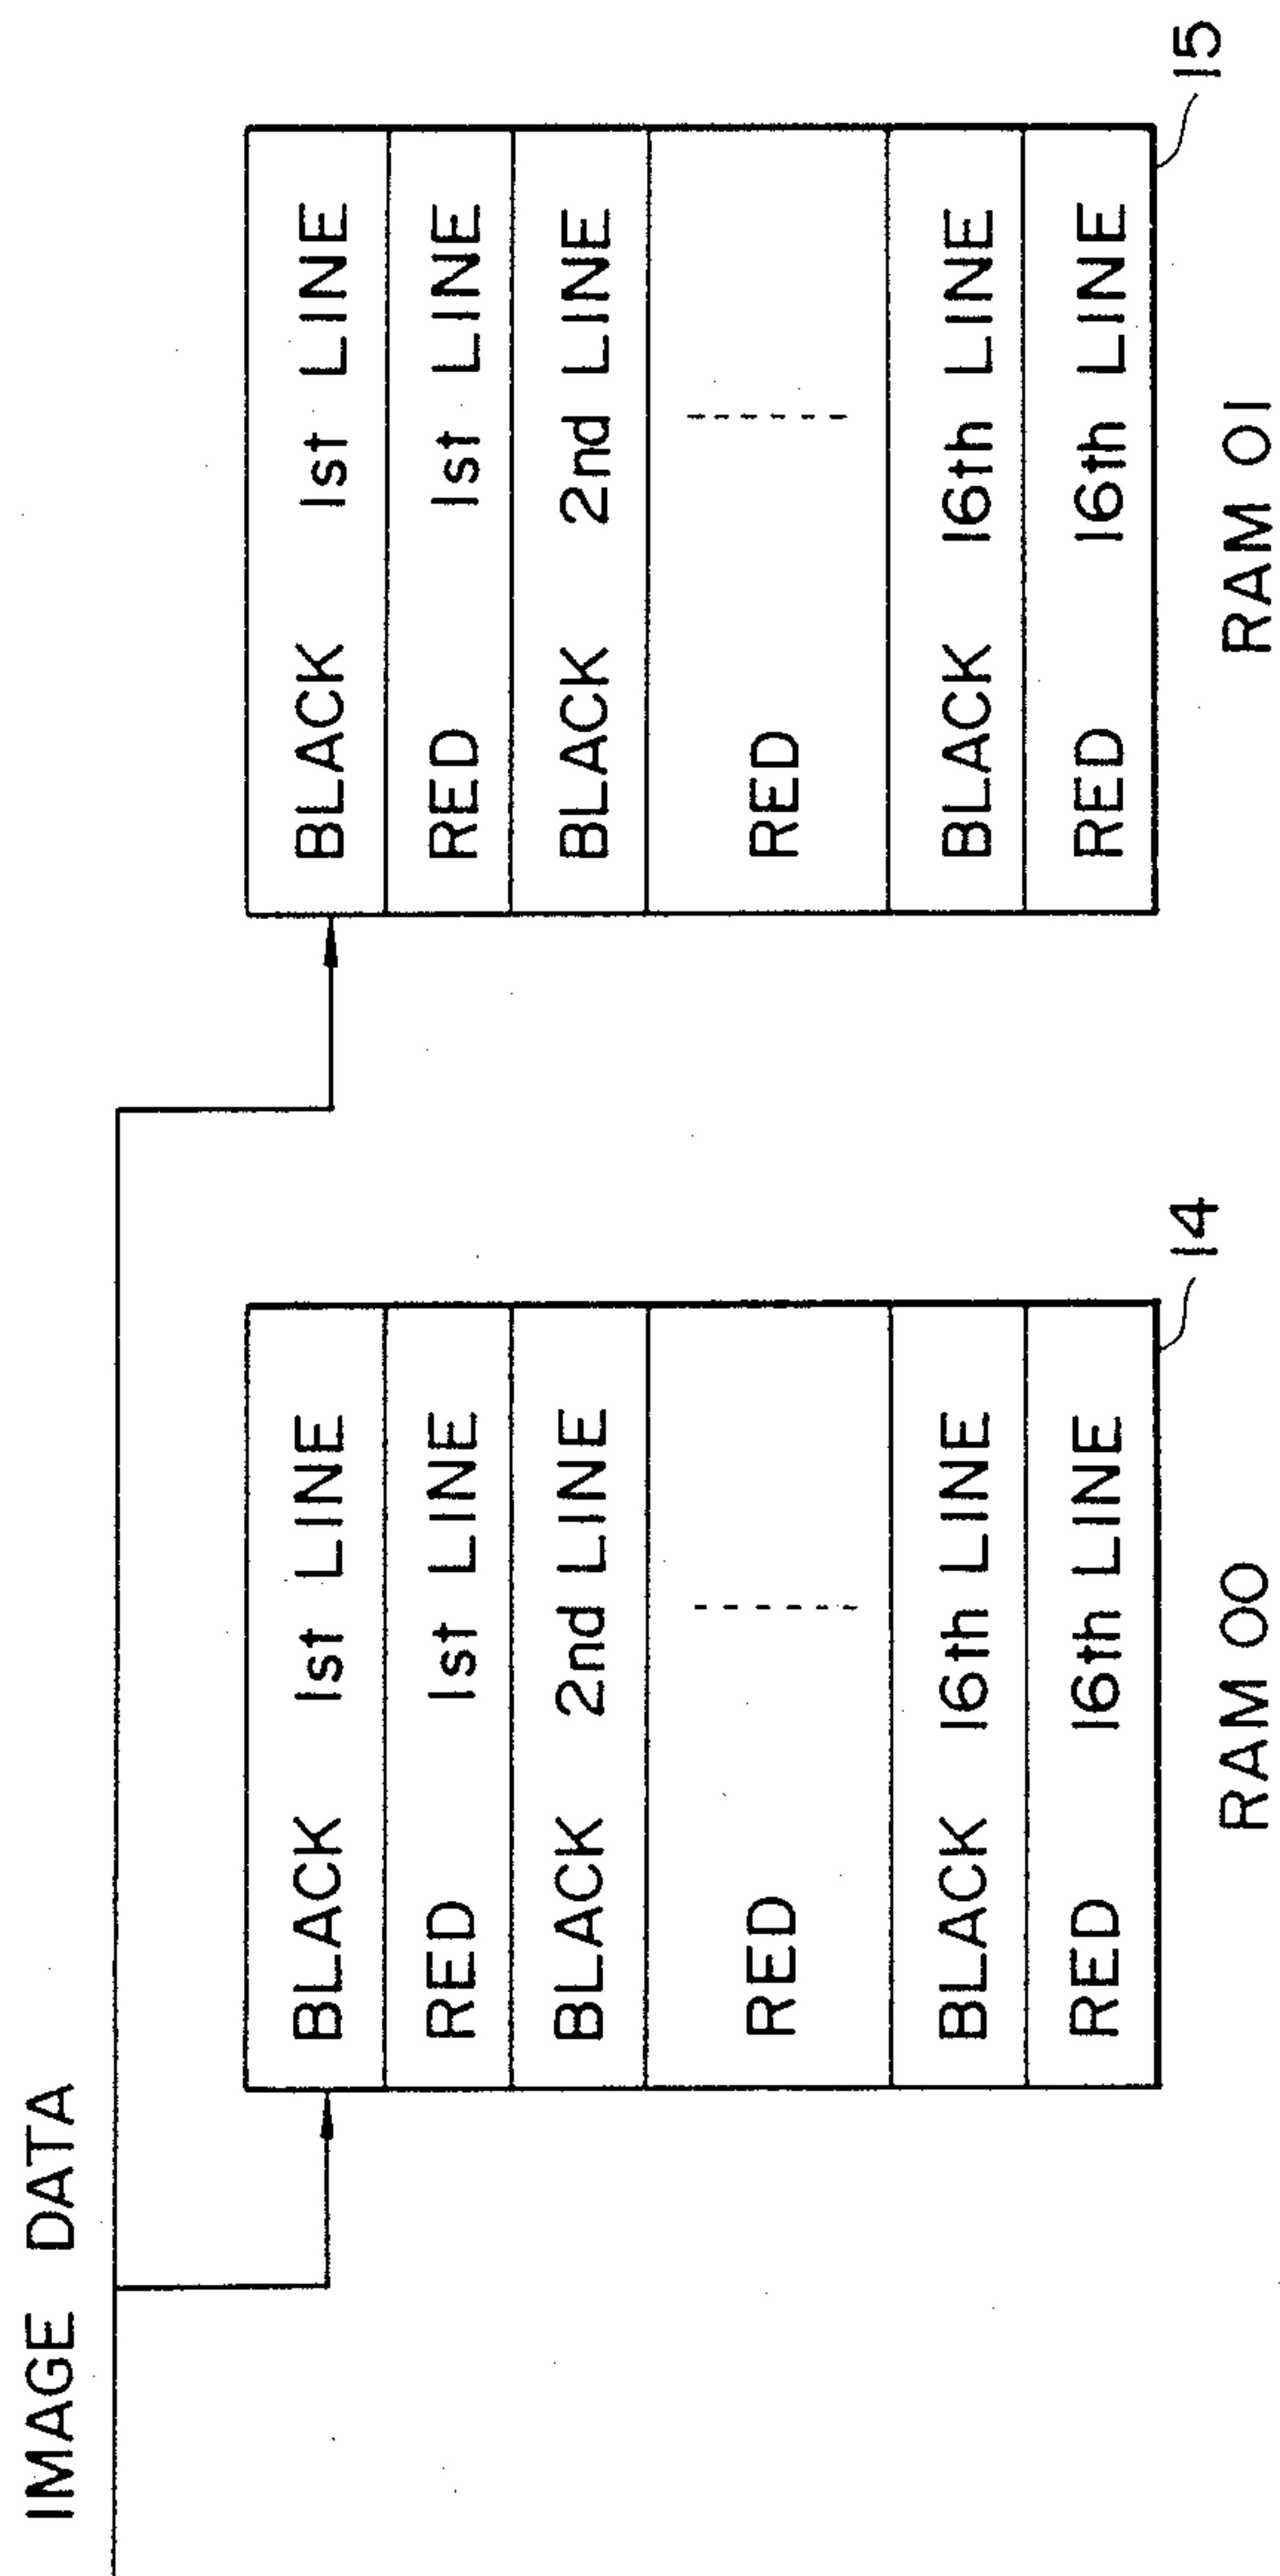 IMAGE DATA
BLACK 1st LINE
RED 1st LINE
BLACK 2nd LINE
RED
BLACK 16th LINE
RED 16th LINE
14
RAM 00
BLACK 1st LINE
RED 1st LINE
BLACK 2nd LINE
RED
BLACK 16th LINE
RED 16th LINE
15
RAM 01